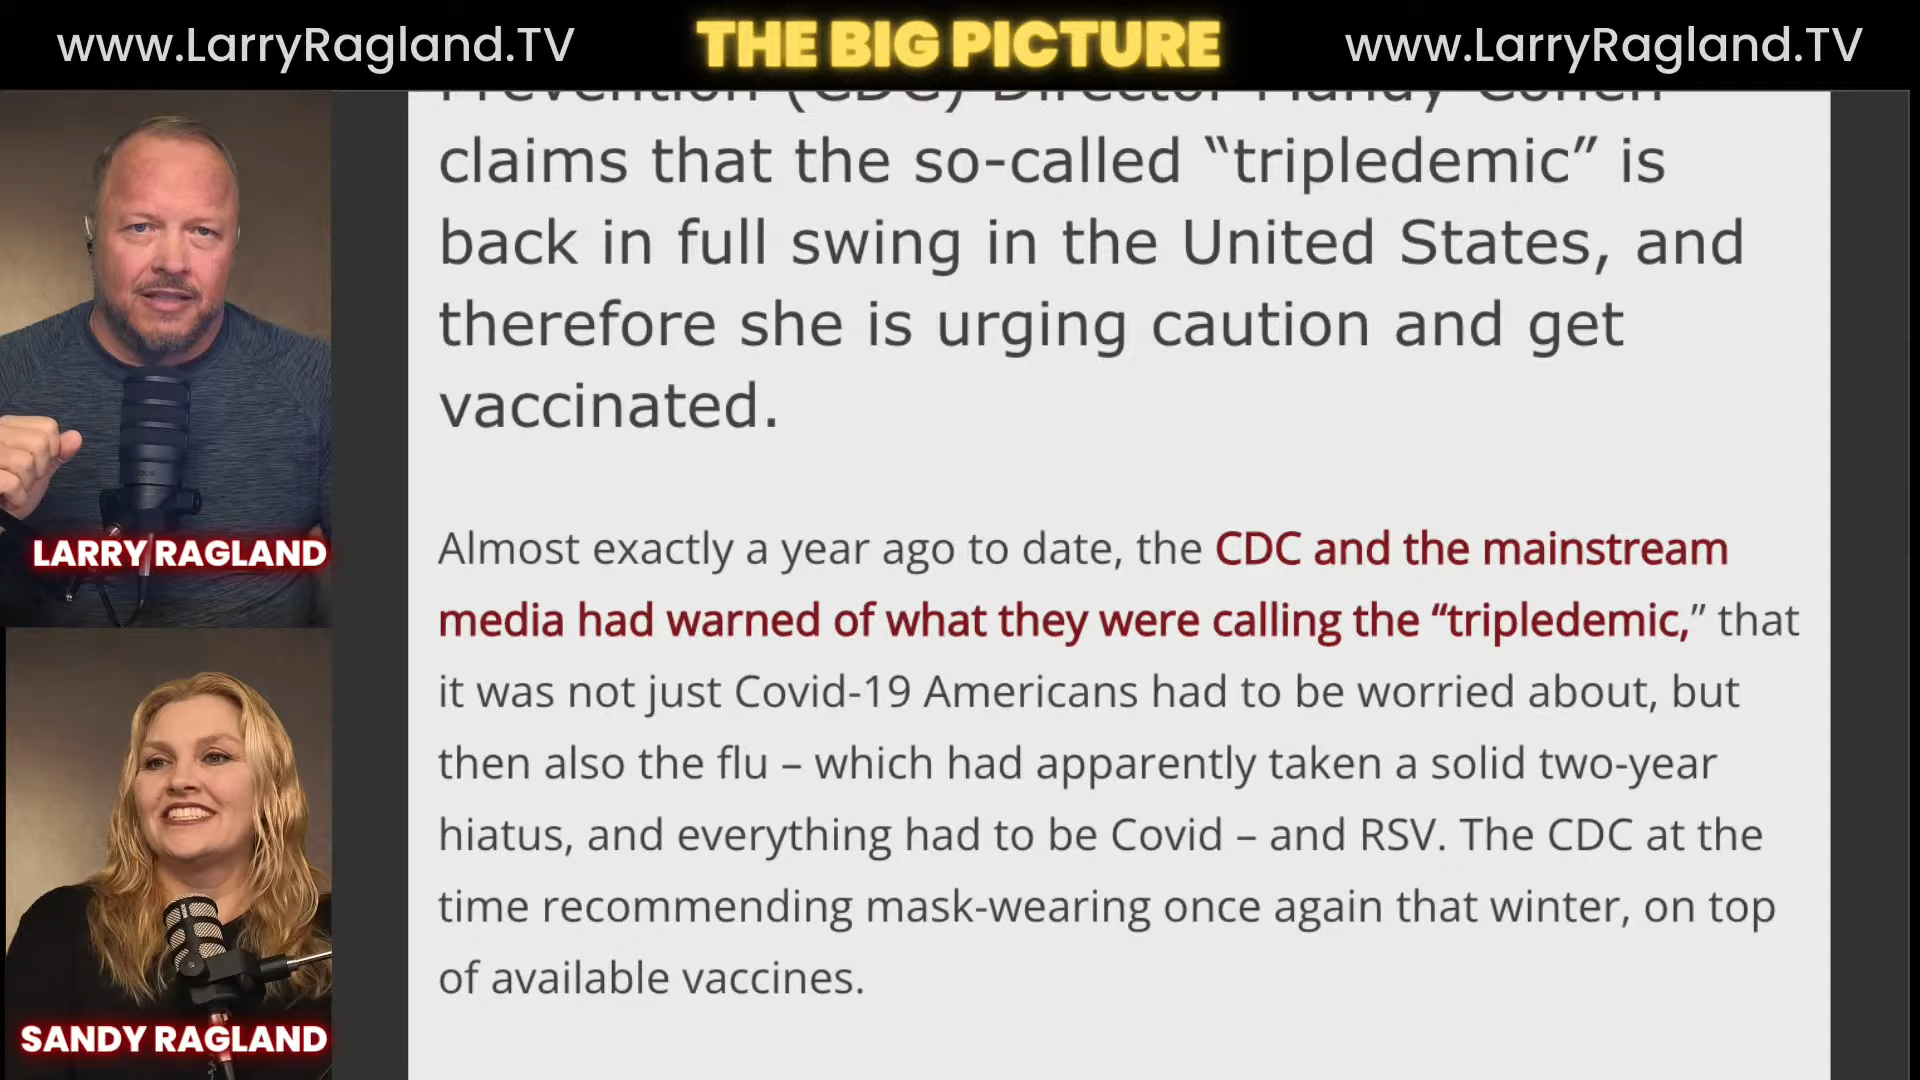 www.LarryRagland.TV
THE BIG PICTURE
www.LarryRagland.TV
Prevention (CDC) Director Mandy Cohen
claims that the so-called “tripledemic” is
back in full swing in the United States, and
therefore she is urging caution and get
vaccinated.
Almost exactly a year ago to date, the CDC and the mainstream
media had warned of what they were calling the “tripledemic,” that
it was not just Covid-19 Americans had to be worried about, but
then also the flu – which had apparently taken a solid two-year
hiatus, and everything had to be Covid – and RSV. The CDC at the
time recommending mask-wearing once again that winter, on top
of available vaccines.
LARRY RAGLAND
SANDY RAGLAND